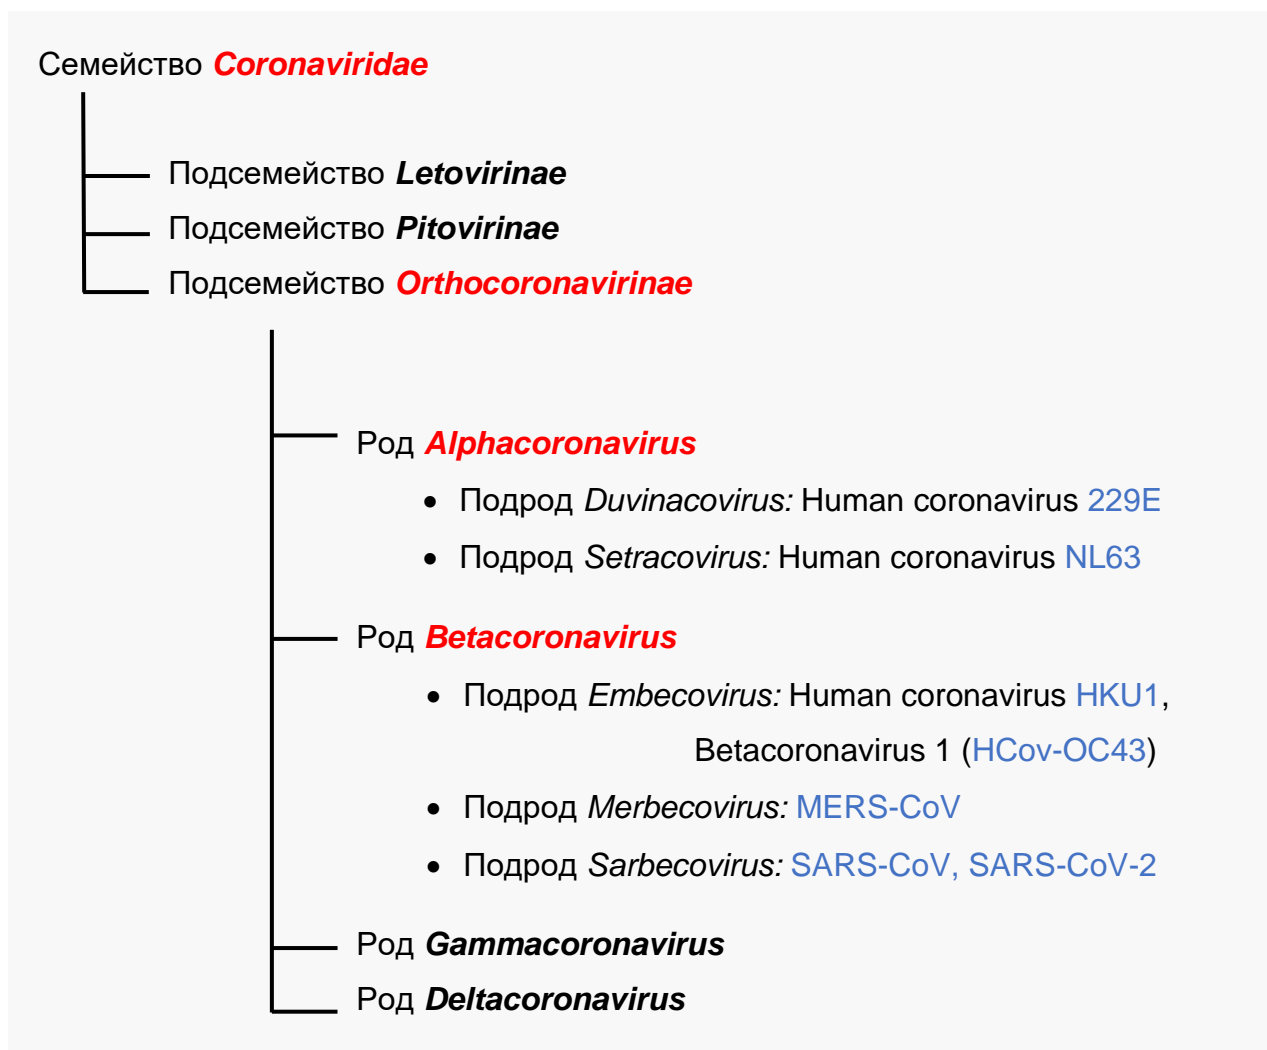 Семейство Coronaviridae
Подсемейство Letovirinae
Подсемейство Pitovirinae
Подсемейство Orthocoronavirinae
Род Alphacoronavirus
• Подрод Duvinacovirus: Human coronavirus 229E
• Подрод Setracovirus: Human coronavirus NL63
Род Betacoronavirus
• Подрод Embecovirus: Human coronavirus HKU1,
Betacoronavirus 1 (HCov-OC43)
• Подрод Merbecovirus: MERS-CoV
• Подрод Sarbecovirus: SARS-CoV, SARS-CoV-2
Род Gammacoronavirus
Род Deltacoronavirus